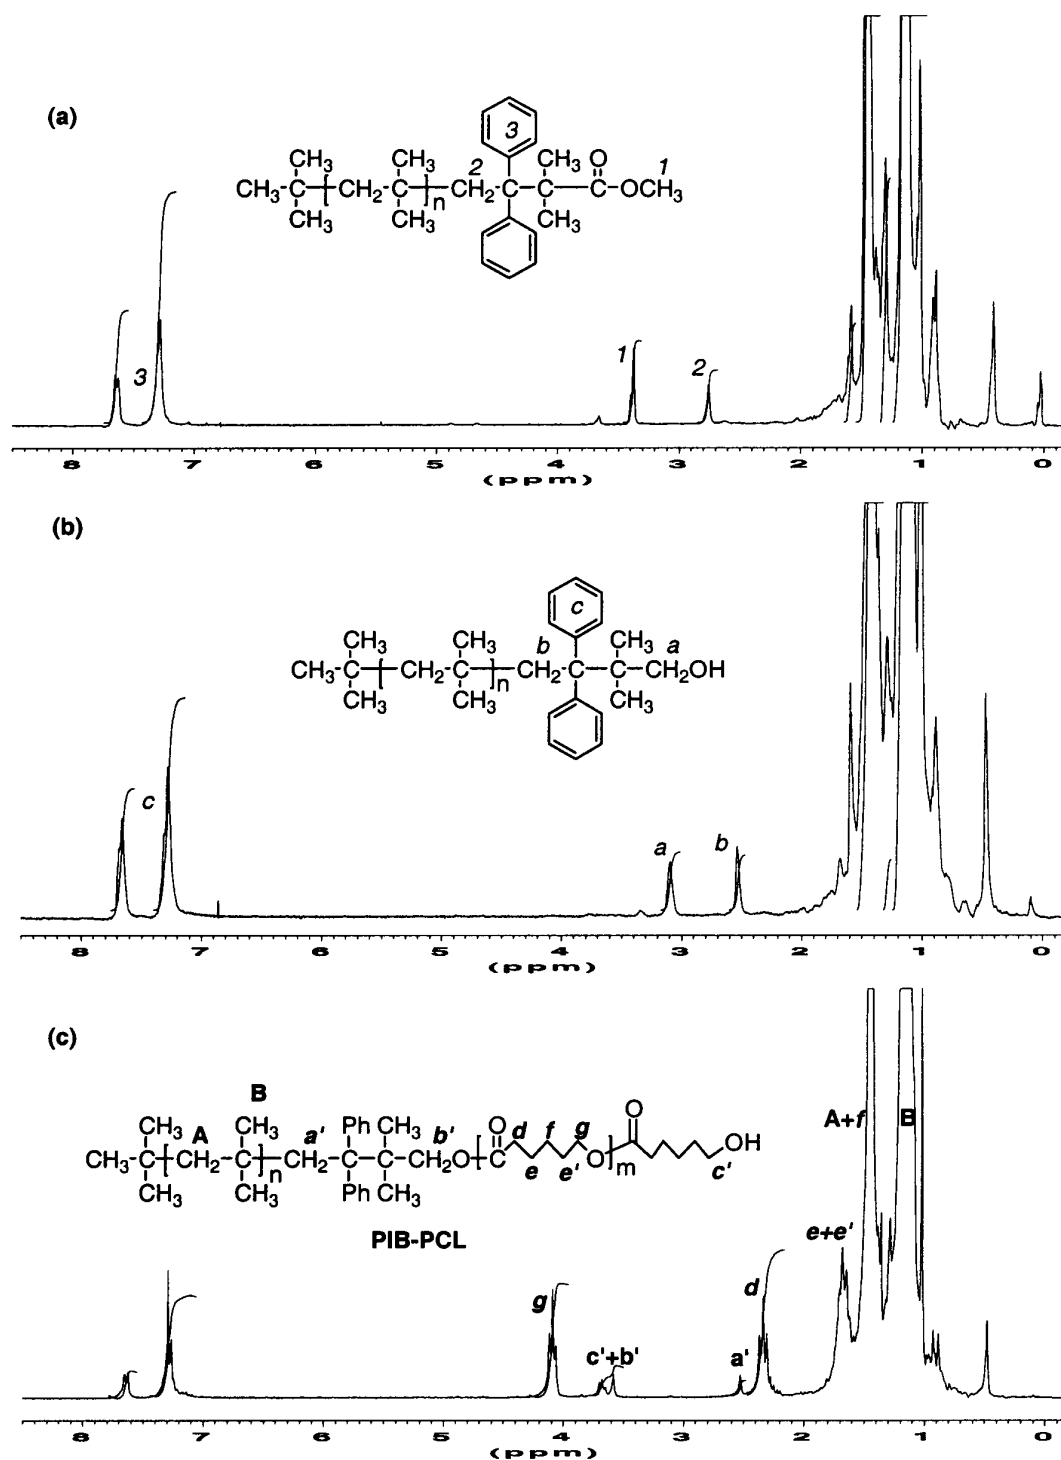 (a)
3
CH₃
CH₃
2
CH₃
O
1
CH₃-C
CH₂-C
n
CH₂-C
C
C-OCH₃
CH₃
CH₃
CH₃
3
1
2
8 7 6 5 4 3 2 1 0
(ppm)
(b)
c
CH₃
CH₃
b
CH₃
a
CH₃-C
CH₂-C
n
CH₂-C
C
CH₂OH
CH₃
CH₃
CH₃
c
a
b
8 7 6 5 4 3 2 1 0
(ppm)
(c)
B
A+f
B
CH₃
A
CH₃
a'
Ph CH₃
b'
O
d
f
g
O
OH
CH₃-C
CH₂-C
n
CH₂-C
C
CH₂O
C
e
e'
O
m
c'
CH₃
CH₃
Ph CH₃
PIB-PCL
e+e'
g
d
c'+b'
a'
8 7 6 5 4 3 2 1 0
(ppm)